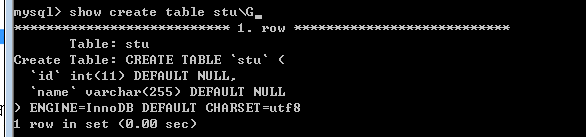 mysql> show create table stu\G
*************************** 1. row ***************************
Table: stu
Create Table: CREATE TABLE `stu` (
`id` int(11) DEFAULT NULL,
`name` varchar(255) DEFAULT NULL
) ENGINE=InnoDB DEFAULT CHARSET=utf8
1 row in set (0.00 sec)